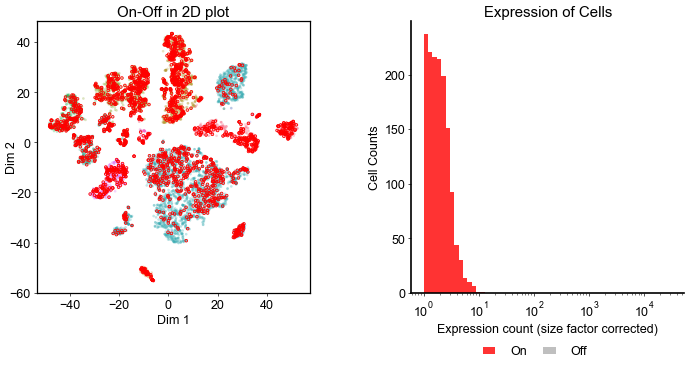 On-Off in 2D plot
40
20
0
−20
−40
−60
Dim 2
−40 −20 0 20 40
Dim 1
Expression of Cells
200
150
100
50
0
Cell Counts
10^0 10^1 10^2 10^3 10^4
Expression count (size factor corrected)
On Off